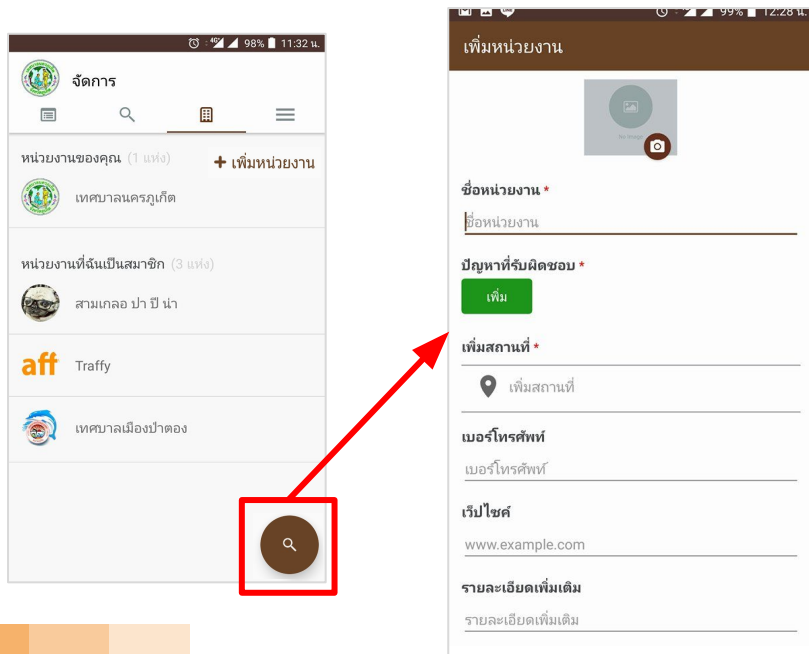 98% 11:32 น.
จัดการ
หน่วยงานของคุณ (1 แห่ง)
+ เพิ่มหน่วยงาน
เทศบาลนครภูเก็ต
หน่วยงานที่ฉันเป็นสมาชิก (3 แห่ง)
สามเกลอ ปา ปี น่า
aff Traffy
เทศบาลเมืองป่าตอง
99% 12:28 น.
เพิ่มหน่วยงาน
ชื่อหน่วยงาน *
ชื่อหน่วยงาน
ปัญหาที่รับผิดชอบ *
เพิ่ม
เพิ่มสถานที่ *
เพิ่มสถานที่
เบอร์โทรศัพท์
เบอร์โทรศัพท์
เว็ปไซค์
www.example.com
รายละเอียดเพิ่มเติม
รายละเอียดเพิ่มเติม